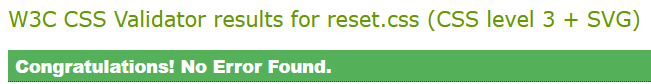 W3C CSS Validator results for reset.css (CSS level 3 + SVG)
Congratulations! No Error Found.